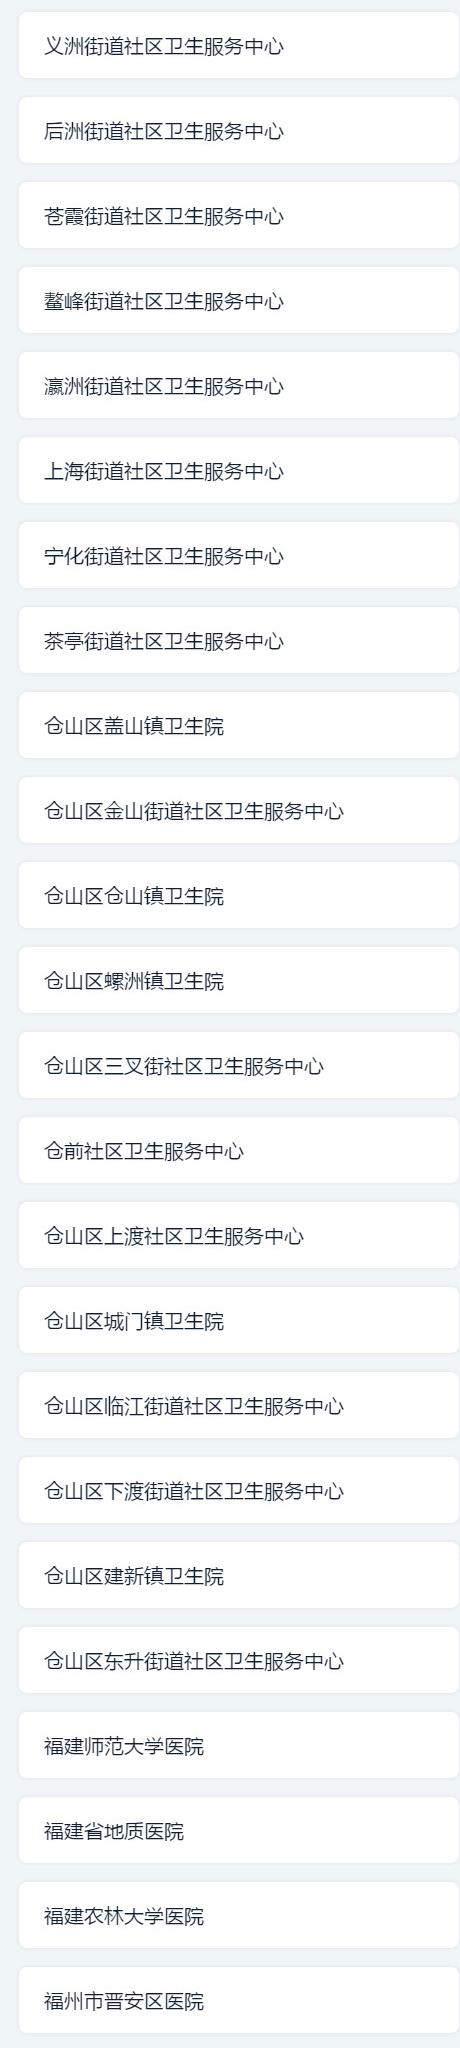 义洲街道社区卫生服务中心
后洲街道社区卫生服务中心
苍霞街道社区卫生服务中心
鳌峰街道社区卫生服务中心
瀛洲街道社区卫生服务中心
上海街道社区卫生服务中心
宁化街道社区卫生服务中心
茶亭街道社区卫生服务中心
仓山区盖山镇卫生院
仓山区金山街道社区卫生服务中心
仓山区仓山镇卫生院
仓山区螺洲镇卫生院
仓山区三叉街社区卫生服务中心
仓前社区卫生服务中心
仓山区上渡社区卫生服务中心
仓山区城门镇卫生院
仓山区临江街道社区卫生服务中心
仓山区下渡街道社区卫生服务中心
仓山区建新镇卫生院
仓山区东升街道社区卫生服务中心
福建师范大学医院
福建省地质医院
福建农林大学医院
福州市晋安区医院